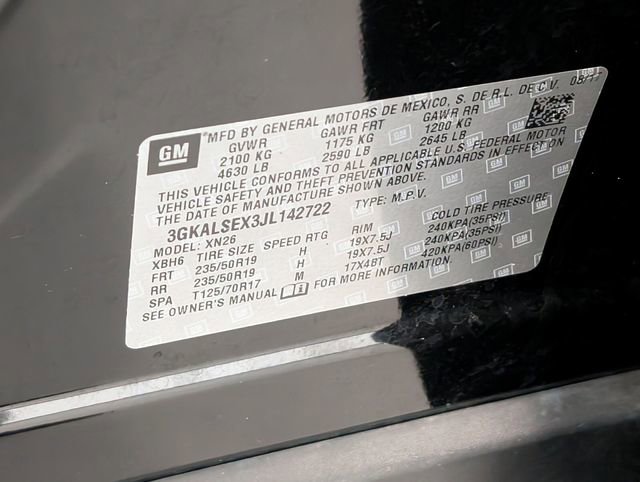 GM
MFD BY GENERAL MOTORS DE MEXICO, S. DE R.L. DE C.V. 08/17
GVWR GAWR FRT GAWR RR
2100 KG 1175 KG 1200 KG
4630 LB 2590 LB 2645 LB
THIS VEHICLE CONFORMS TO ALL APPLICABLE U.S. FEDERAL MOTOR
VEHICLE SAFETY AND THEFT PREVENTION STANDARDS IN EFFECT ON
THE DATE OF MANUFACTURE SHOWN ABOVE.
3GKALSEX3JL142722 TYPE: M.P.V.
MODEL: XN26
XBH6 TIRE SIZE SPEED RTG RIM COLD TIRE PRESSURE
FRT 235/50R19 H 19X7.5J 240KPA(35PSI)
RR 235/50R19 H 19X7.5J 240KPA(35PSI)
SPA T125/70R17 M 17X4BT 420KPA(60PSI)
SEE OWNER'S MANUAL FOR MORE INFORMATION.